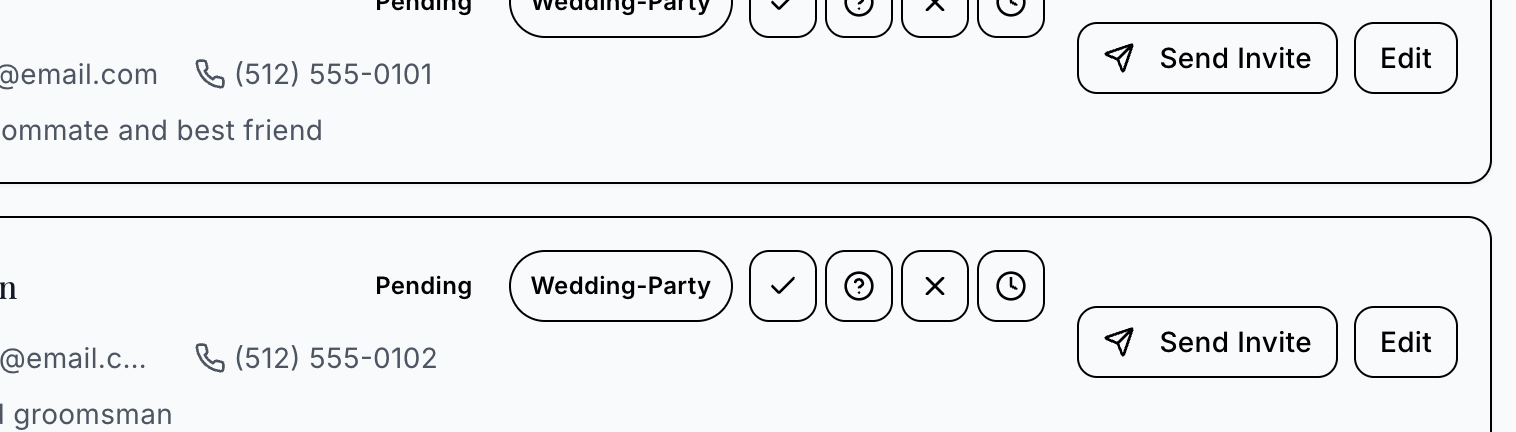 Pending Wedding-Party
@email.com (512) 555-0101
Send Invite Edit
ommate and best friend
n Pending Wedding-Party
@email.c... (512) 555-0102
Send Invite Edit
groomsman